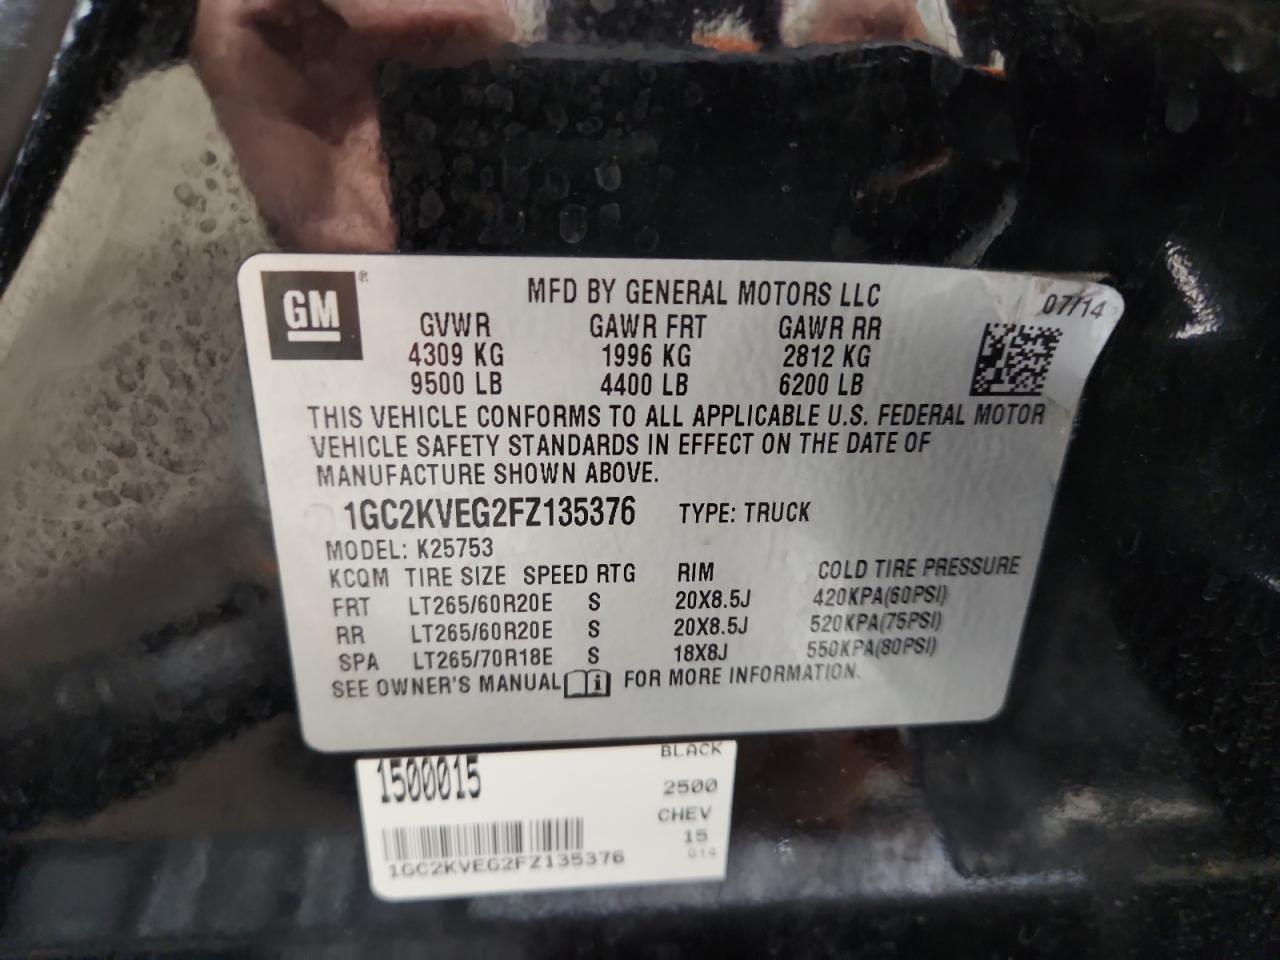 GM®
MFD BY GENERAL MOTORS LLC
07/14
GVWR GAWR FRT GAWR RR
4309 KG 1996 KG 2812 KG
9500 LB 4400 LB 6200 LB
THIS VEHICLE CONFORMS TO ALL APPLICABLE U.S. FEDERAL MOTOR
VEHICLE SAFETY STANDARDS IN EFFECT ON THE DATE OF
MANUFACTURE SHOWN ABOVE.
1GC2KVEG2FZ135376 TYPE: TRUCK
MODEL: K25753
KCQM TIRE SIZE SPEED RTG RIM COLD TIRE PRESSURE
FRT LT265/60R20E S 20X8.5J 420KPA(60PSI)
RR LT265/60R20E S 20X8.5J 520KPA(75PSI)
SPA LT265/70R18E S 18X8J 550KPA(80PSI)
SEE OWNER'S MANUAL i FOR MORE INFORMATION.
BLACK
1500015 2500
CHEV
15
G14
1GC2KVEG2FZ135376